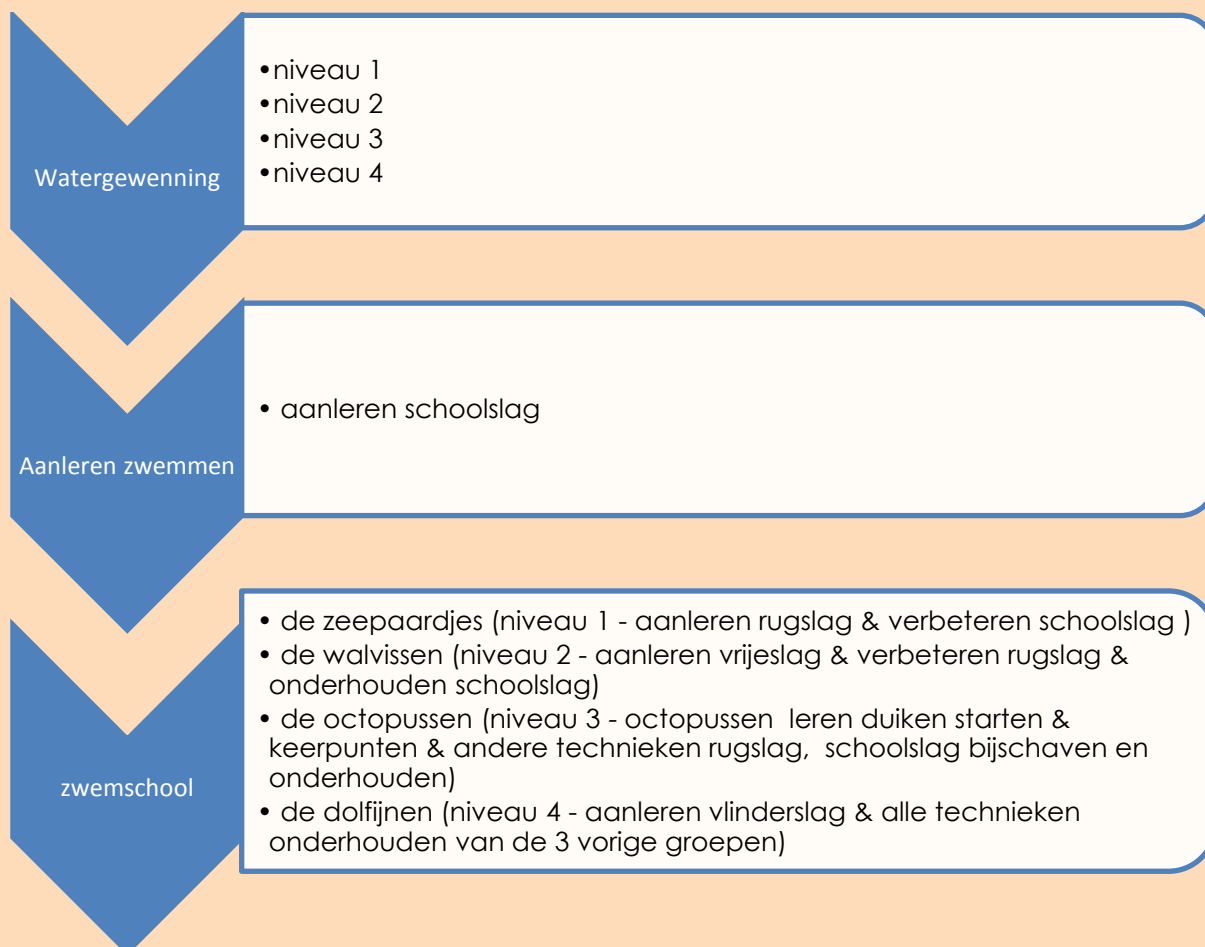 Watergewenning
•niveau 1
•niveau 2
•niveau 3
•niveau 4
Aanleren zwemmen
• aanleren schoolslag
zwemschool
• de zeepaardjes (niveau 1 - aanleren rugslag & verbeteren schoolslag )
• de walvissen (niveau 2 - aanleren vrijeslag & verbeteren rugslag &
onderhouden schoolslag)
• de octopussen (niveau 3 - octopussen  leren duiken starten &
keerpunten & andere technieken rugslag,  schoolslag bijschaven en
onderhouden)
• de dolfijnen (niveau 4 - aanleren vlinderslag & alle technieken
onderhouden van de 3 vorige groepen)